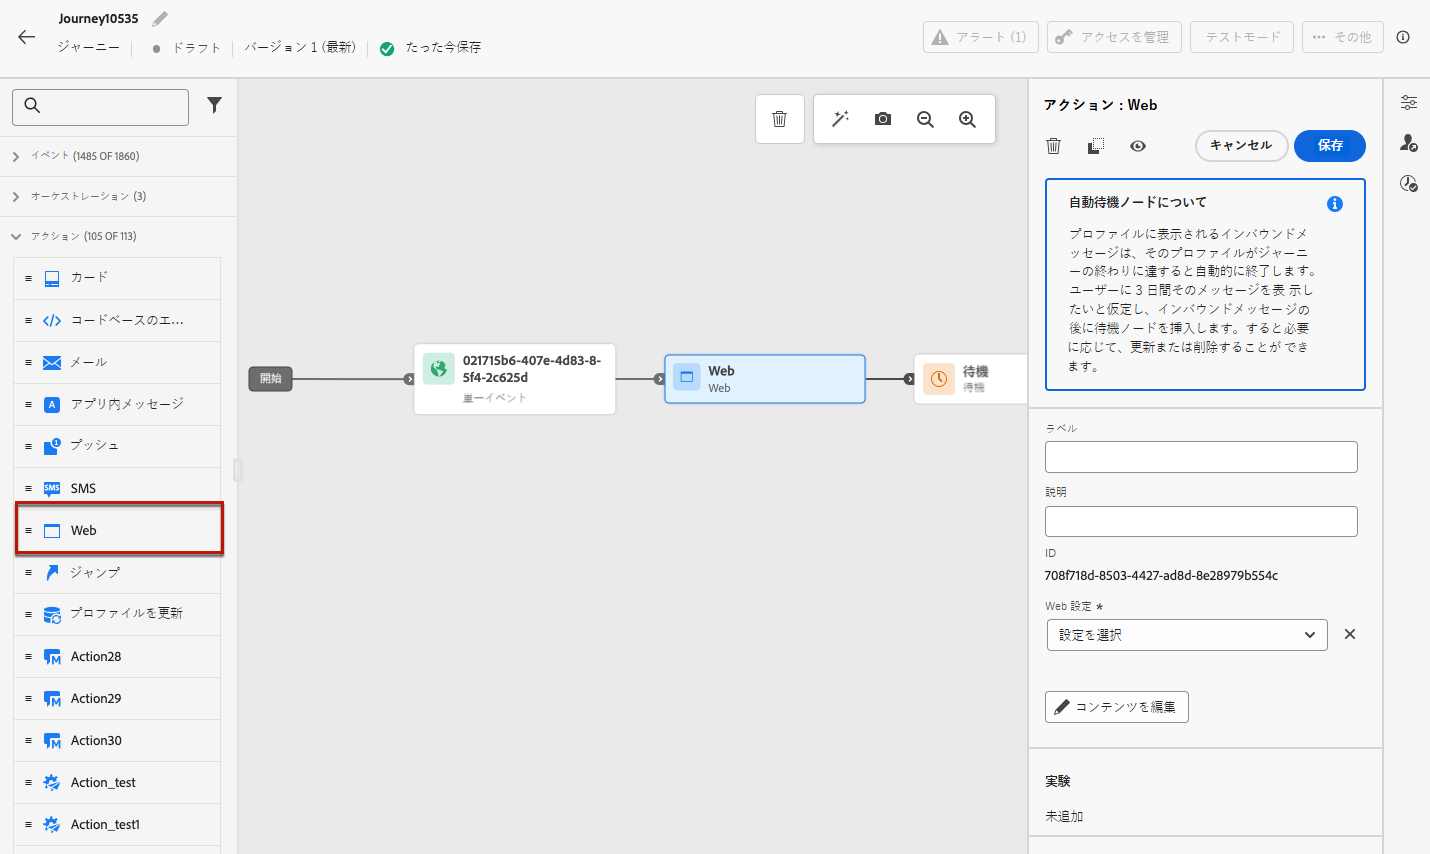 Journey10535
ジャーニー
ドラフト
バージョン 1 (最新)
たった今保存
アラート (1)
アクセスを管理
テストモード
その他
イベント (1485 OF 1860)
オーケストレーション (3)
アクション (105 OF 113)
カード
コードベースのエ...
メール
アプリ内メッセージ
プッシュ
SMS
Web
ジャンプ
プロファイルを更新
Action28
Action29
Action30
Action_test
Action_test1
開始
021715b6-407e-4d83-8-
5f4-2c625d
単一イベント
Web
Web
待機
待機
アクション : Web
キャンセル
保存
自動待機ノードについて
プロファイルに表示されるインバウンドメ
ッセージは、そのプロファイルがジャーニ
ーの終わりに達すると自動的に終了します。
ユーザーに 3 日間そのメッセージを表 示し
たいと仮定し、インバウンドメッセージの
後に待機ノードを挿入します。すると必要
に応じて、更新または削除することが でき
ます。
ラベル
説明
ID
708f718d-8503-4427-ad8d-8e28979b554c
Web 設定 *
設定を選択
コンテンツを編集
実験
未追加